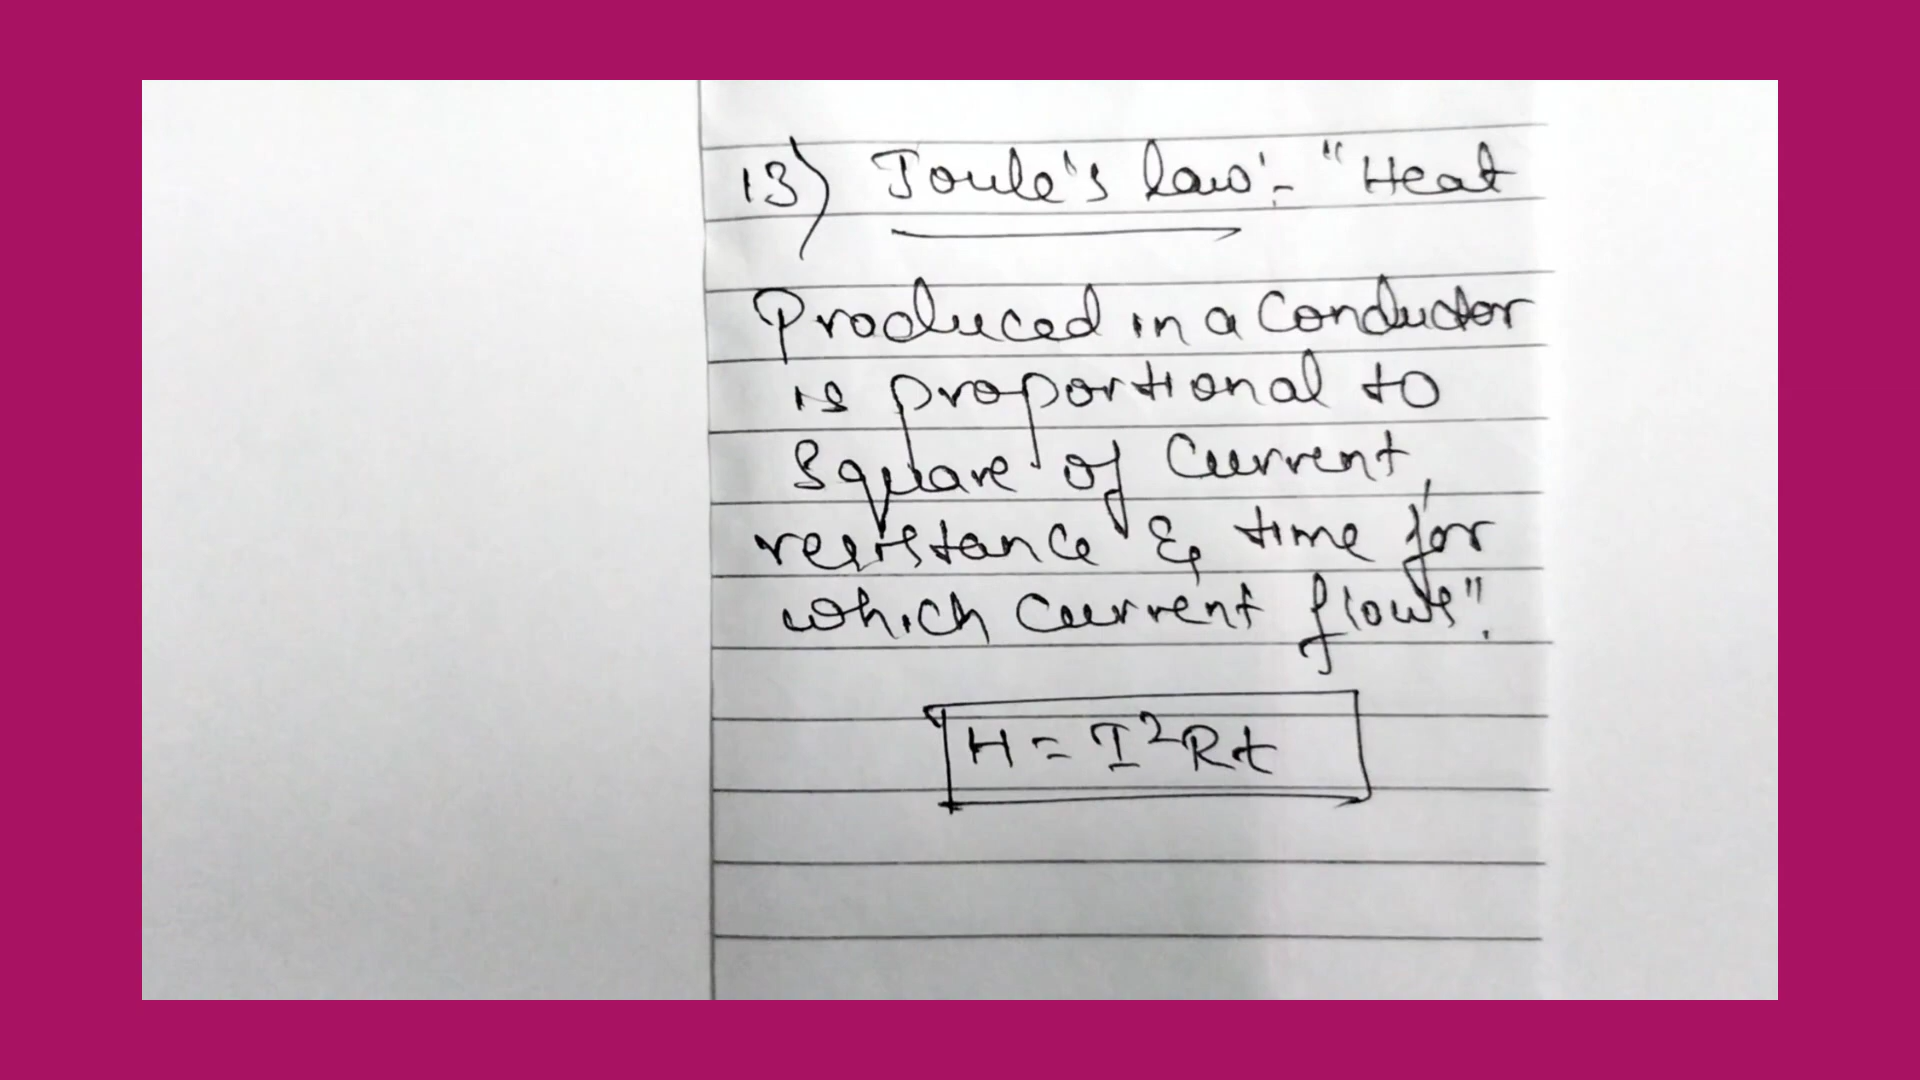 13) Joule's law:- "Heat
Produced in a Conductor
is proportional to
Square of Current,
resistance & time for
which Current flows".
H = I²Rt